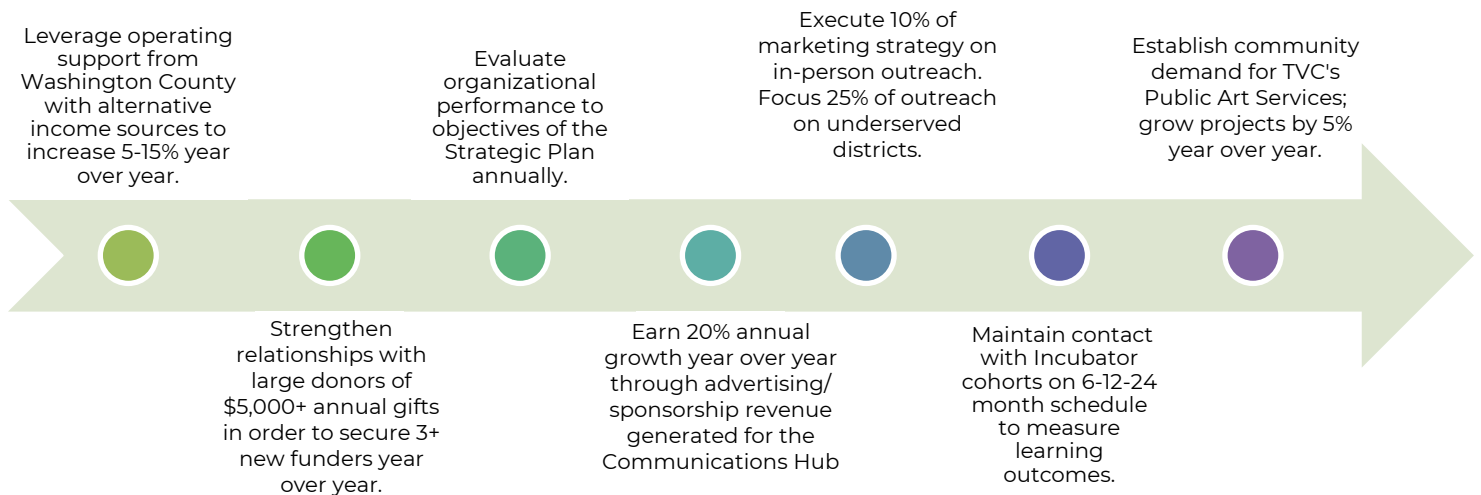 Leverage operating
support from
Washington County
with alternative
income sources to
increase 5-15% year
over year.
Strengthen
relationships with
large donors of
$5,000+ annual gifts
in order to secure 3+
new funders year
over year.
Evaluate
organizational
performance to
objectives of the
Strategic Plan
annually.
Earn 20% annual
growth year over year
through advertising/
sponsorship revenue
generated for the
Communications Hub
Execute 10% of
marketing strategy on
in-person outreach.
Focus 25% of outreach
on underserved
districts.
Maintain contact
with Incubator
cohorts on 6-12-24
month schedule
to measure
learning
outcomes.
Establish community
demand for TVC's
Public Art Services;
grow projects by 5%
year over year.